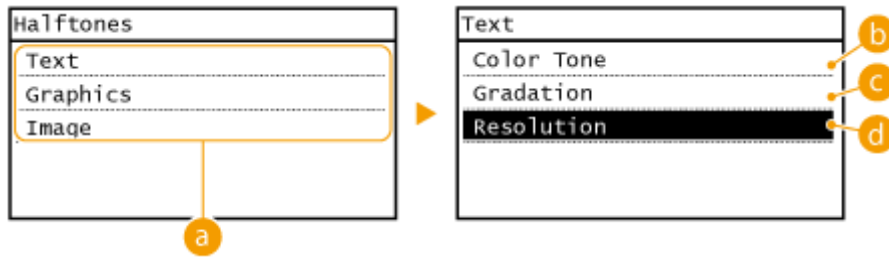 Halftones
Text
Graphics
Image
a
Text
Color Tone
Gradation
Resolution
b
c
d